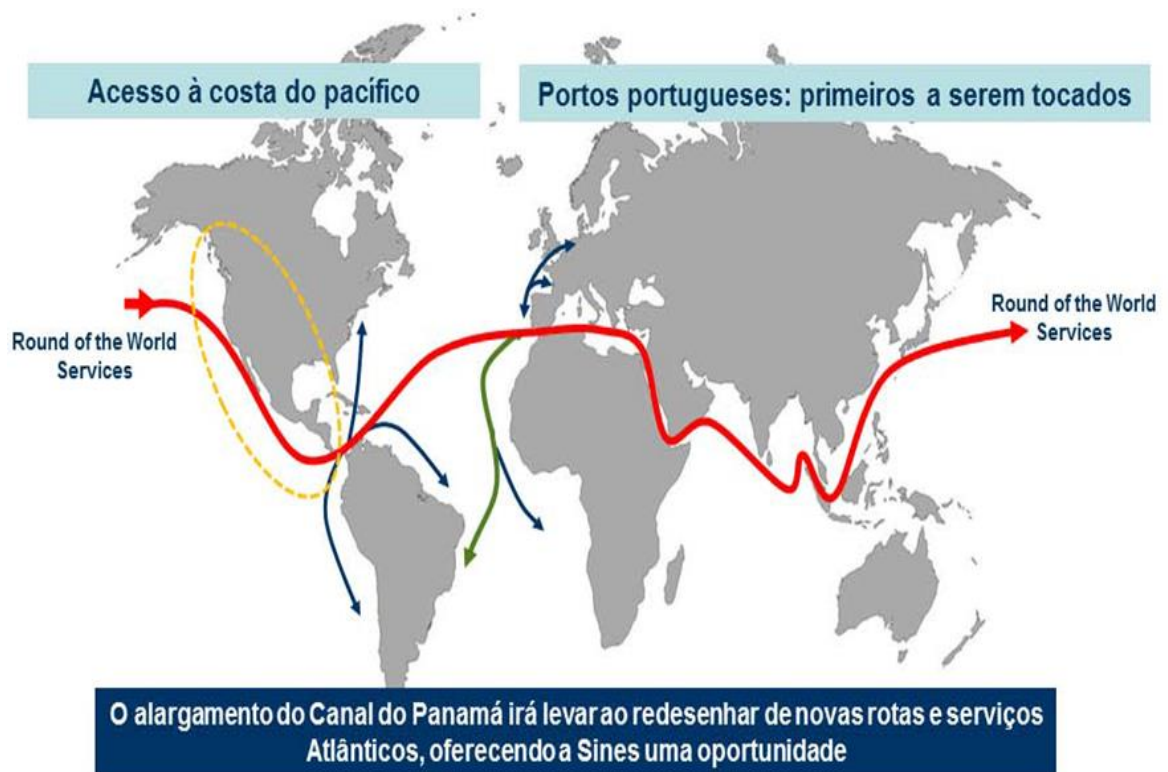 Acesso à costa do pacífico
Portos portugueses: primeiros a serem tocados
Round of the World
Services
Round of the World
Services
O alargamento do Canal do Panamá irá levar ao redesenhar de novas rotas e serviços
Atlânticos, oferecendo a Sines uma oportunidade